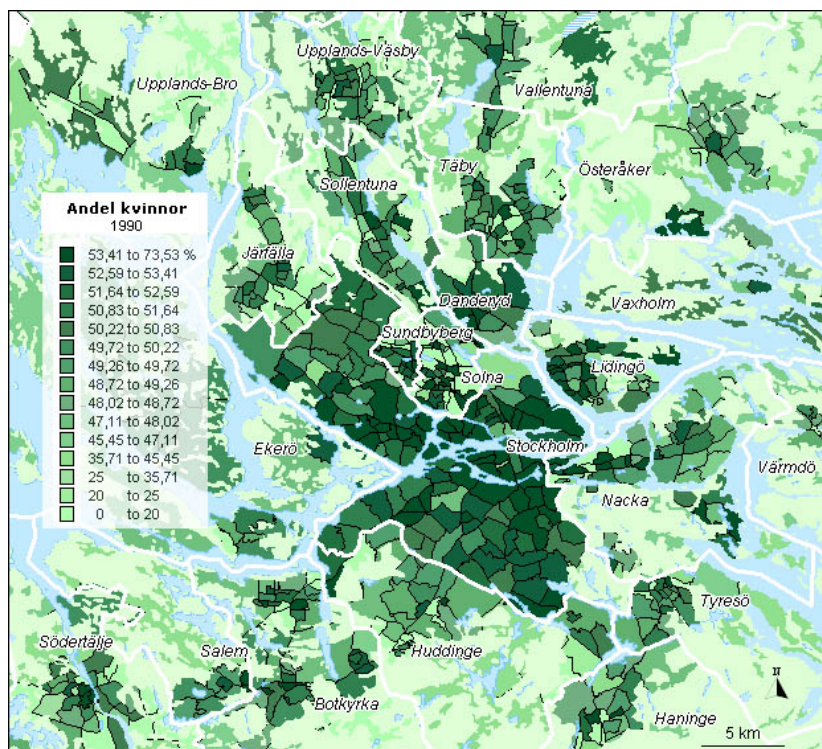 Upplands-Väsby
Upplands-Bro
Vallentuna
Täby
Österåker
Sollentuna
Andel kvinnor
1990
53,41 to 73,53 %
52,59 to 53,41
51,64 to 52,59
50,83 to 51,64
50,22 to 50,83
49,72 to 50,22
49,26 to 49,72
48,72 to 49,26
48,02 to 48,72
47,11 to 48,02
45,45 to 47,11
35,71 to 45,45
25 to 35,71
20 to 25
0 to 20
Järfälla
Danderyd
Vaxholm
Sundbyberg
Lidingö
Solna
Ekerö
Stockholm
Värmdö
Nacka
Tyresö
Södertälje
Salem
Huddinge
Botkyrka
Haninge
N
5 km